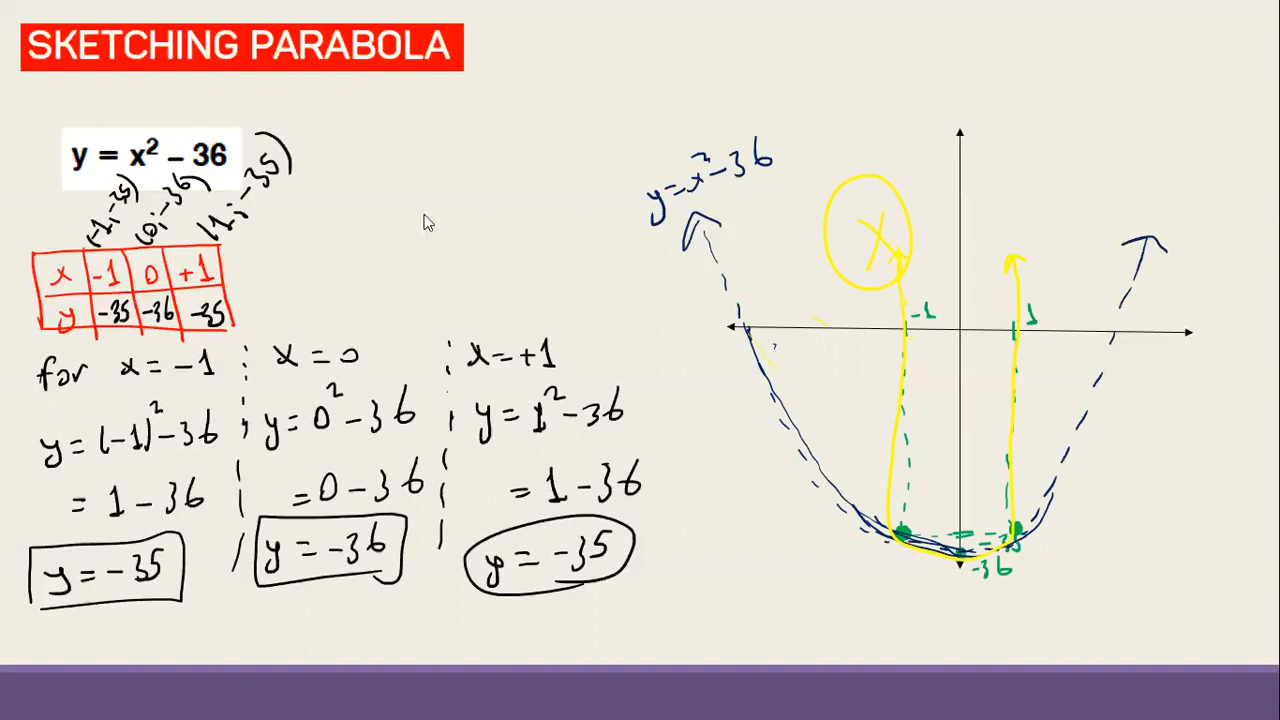 SKETCHING PARABOLA
y = x² – 36
(-1; -35) (0; -36) (1; -35)
x -1 0 +1
y -35 -36 -35
for x = -1
y = (-1)² - 36
= 1 - 36
y = -35
x = 0
y = 0² - 36
= 0 - 36
y = -36
x = +1
y = 1² - 36
= 1 - 36
y = -35
y = x² - 36
X
-1 1
-35
-36